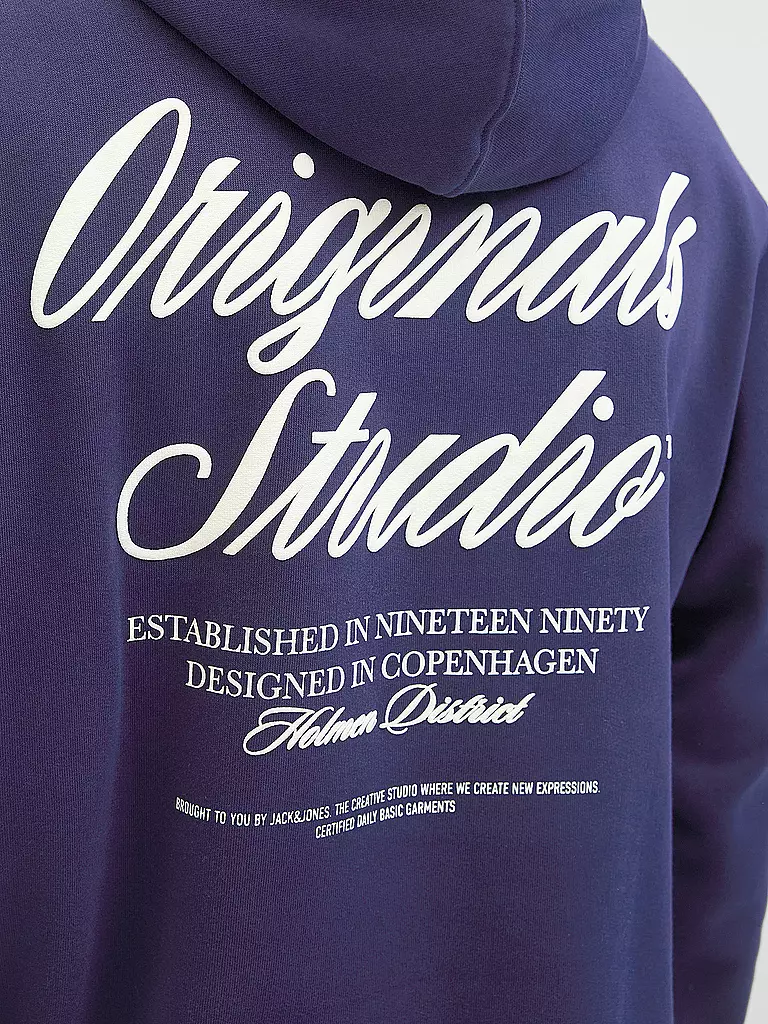 Originals
Studio
ESTABLISHED IN NINETEEN NINETY
DESIGNED IN COPENHAGEN
Holmen District
BROUGHT TO YOU BY JACK&JONES. THE CREATIVE STUDIO WHERE WE CREATE NEW EXPRESSIONS.
CERTIFIED DAILY BASIC GARMENTS